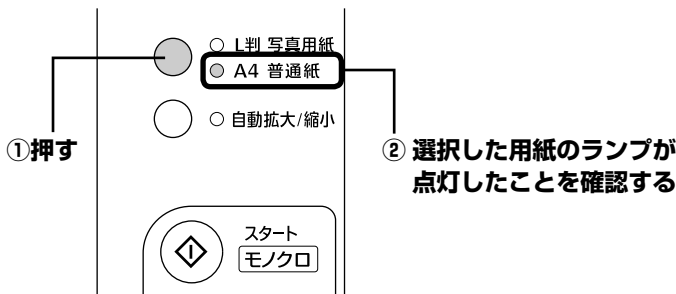 L判 写真用紙
A4 普通紙
自動拡大/縮小
①押す
② 選択した用紙のランプが
点灯したことを確認する
スタート
モノクロ